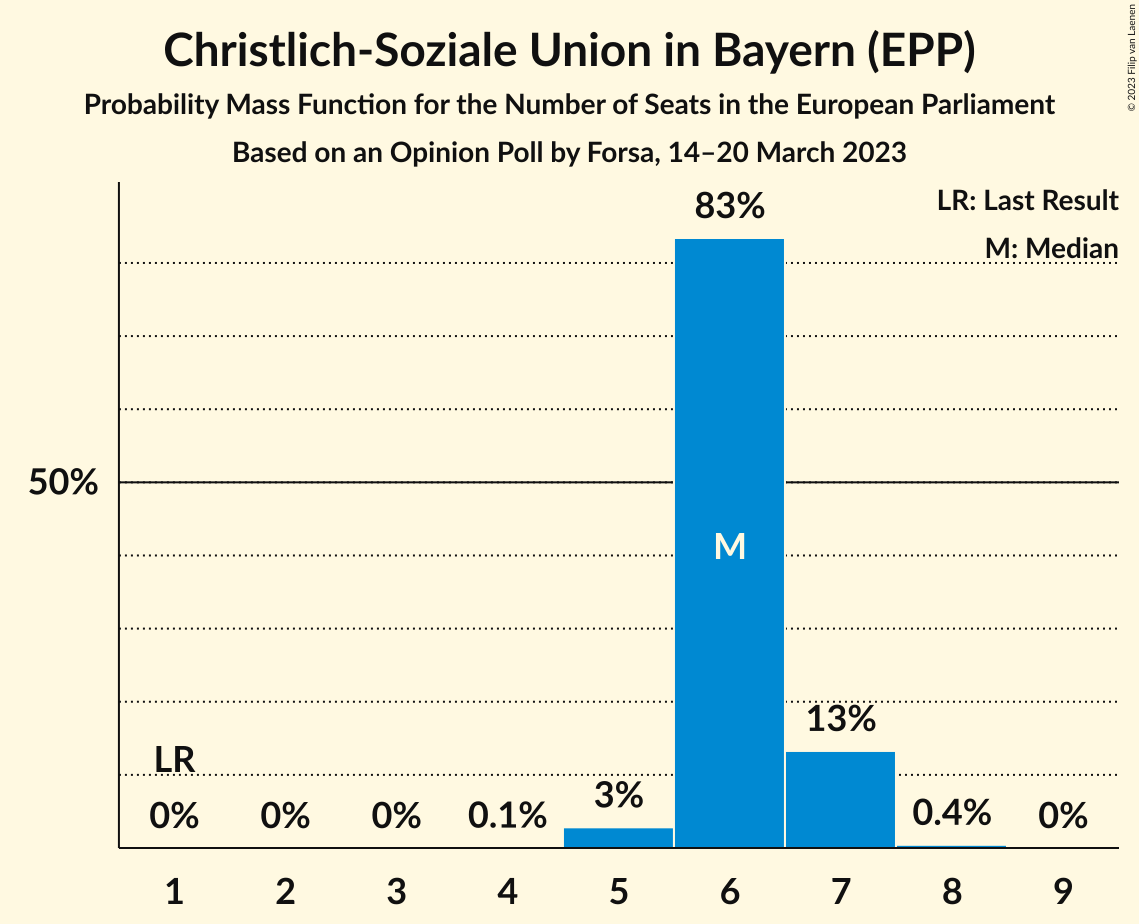 Christlich-Soziale Union in Bayern (EPP)
Probability Mass Function for the Number of Seats in the European Parliament
Based on an Opinion Poll by Forsa, 14–20 March 2023
© 2023 Filip van Laenen
LR: Last Result
M: Median
83%
50%
M
13%
LR
3%
0% 0% 0% 0.1% 0.4% 0%
1 2 3 4 5 6 7 8 9